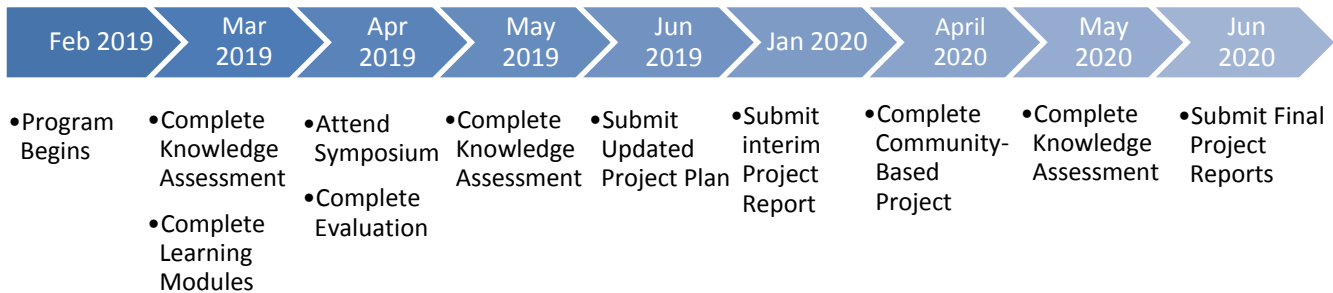 Feb 2019
Mar
2019
Apr
2019
May
2019
Jun
2019
Jan 2020
April
2020
May
2020
Jun
2020
•Program
Begins
•Complete
Knowledge
Assessment
•Complete
Learning
Modules
•Attend
Symposium
•Complete
Evaluation
•Complete
Knowledge
Assessment
•Submit
Updated
Project Plan
•Submit
interim
Project
Report
•Complete
Community-
Based
Project
•Complete
Knowledge
Assessment
•Submit Final
Project
Reports